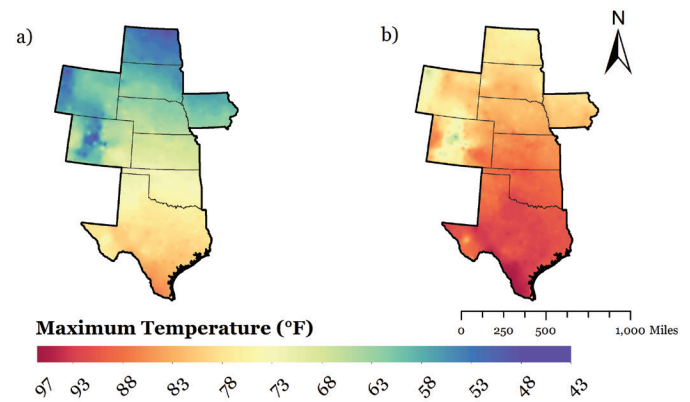 a)
b)
N
Maximum Temperature (°F)
0 250 500 1,000 Miles
97 93 88 83 78 73 68 63 58 53 48 43